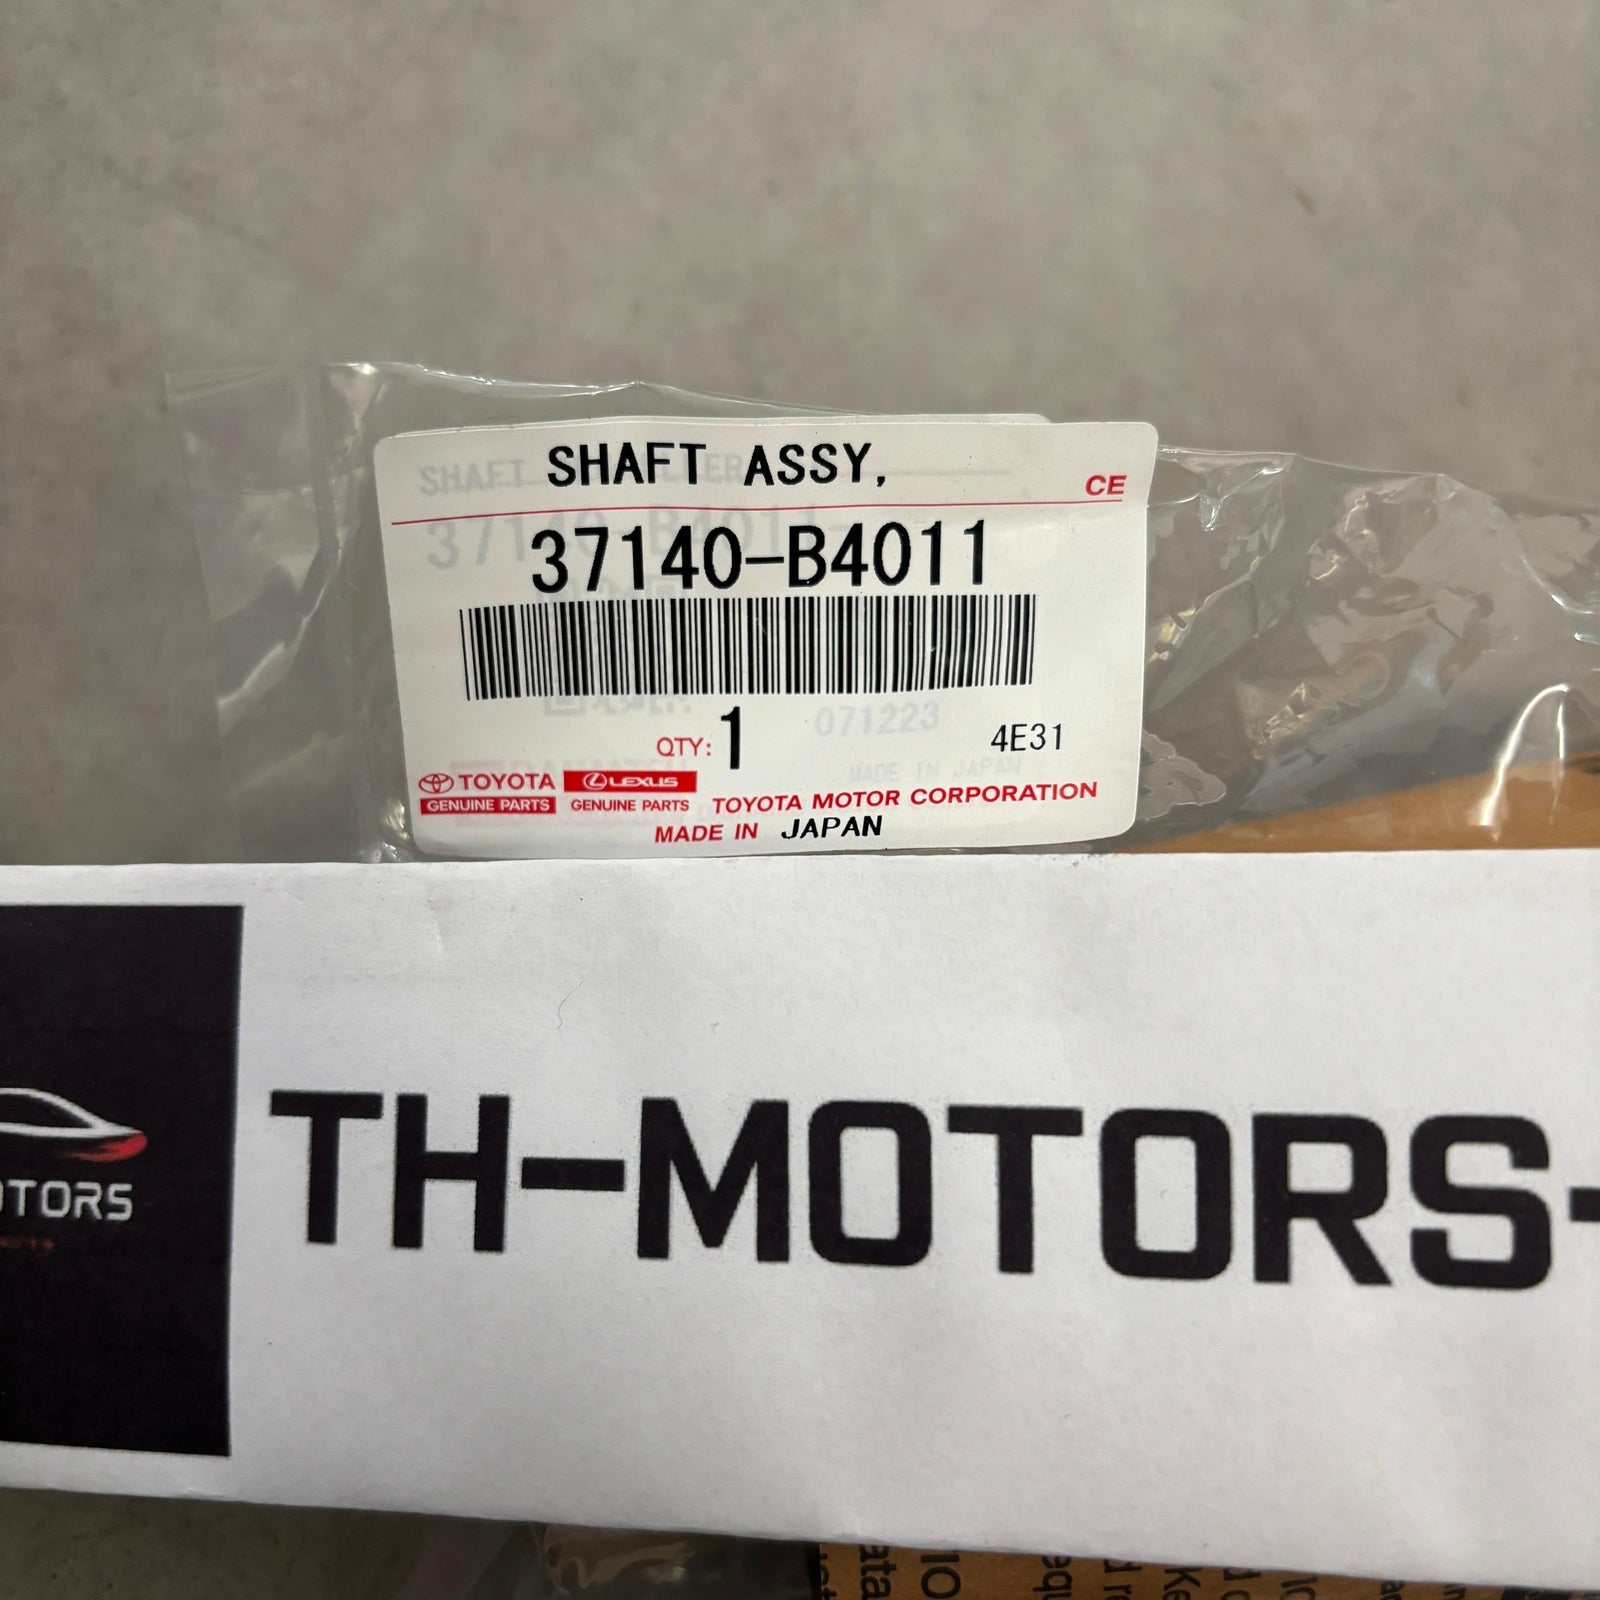 SHAFT ASSY,
CE
37140-B4011
QTY: 1
071223
4E31
MADE IN JAPAN
TOYOTA LEXUS
GENUINE PARTS GENUINE PARTS TOYOTA MOTOR CORPORATION
MADE IN JAPAN
TH-MOTORS-
OTORS